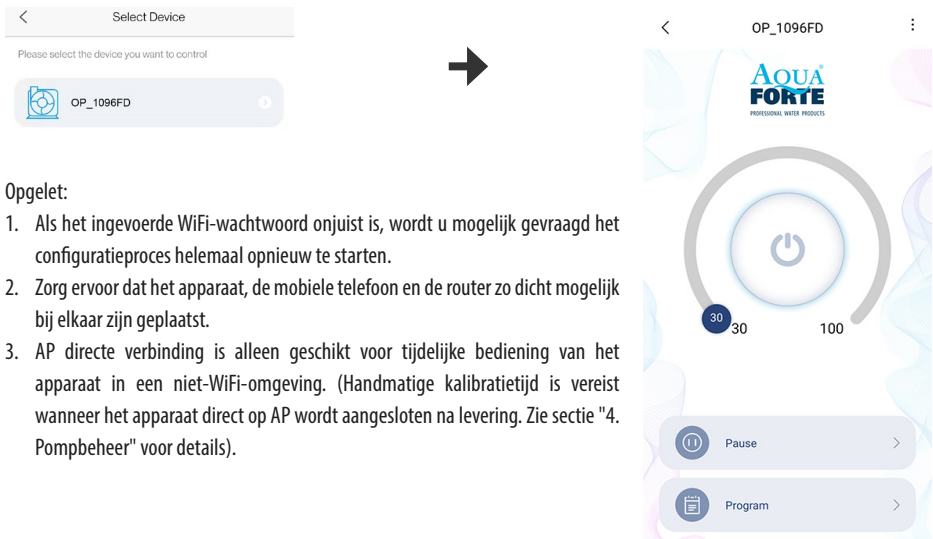 Select Device
Please select the device you want to control
OP_1096FD
Opgelet:
1. Als het ingevoerde WiFi-wachtwoord onjuist is, wordt u mogelijk gevraagd het
configuratieproces helemaal opnieuw te starten.
2. Zorg ervoor dat het apparaat, de mobiele telefoon en de router zo dicht mogelijk
bij elkaar zijn geplaatst.
3. AP directe verbinding is alleen geschikt voor tijdelijke bediening van het
apparaat in een niet-WiFi-omgeving. (Handmatige kalibratietijd is vereist
wanneer het apparaat direct op AP wordt aangesloten na levering. Zie sectie "4.
Pompbeheer" voor details).
OP_1096FD
AQUA
FORTE
PROFESSIONAL WATER PRODUCTS
30
30 100
Pause
Program